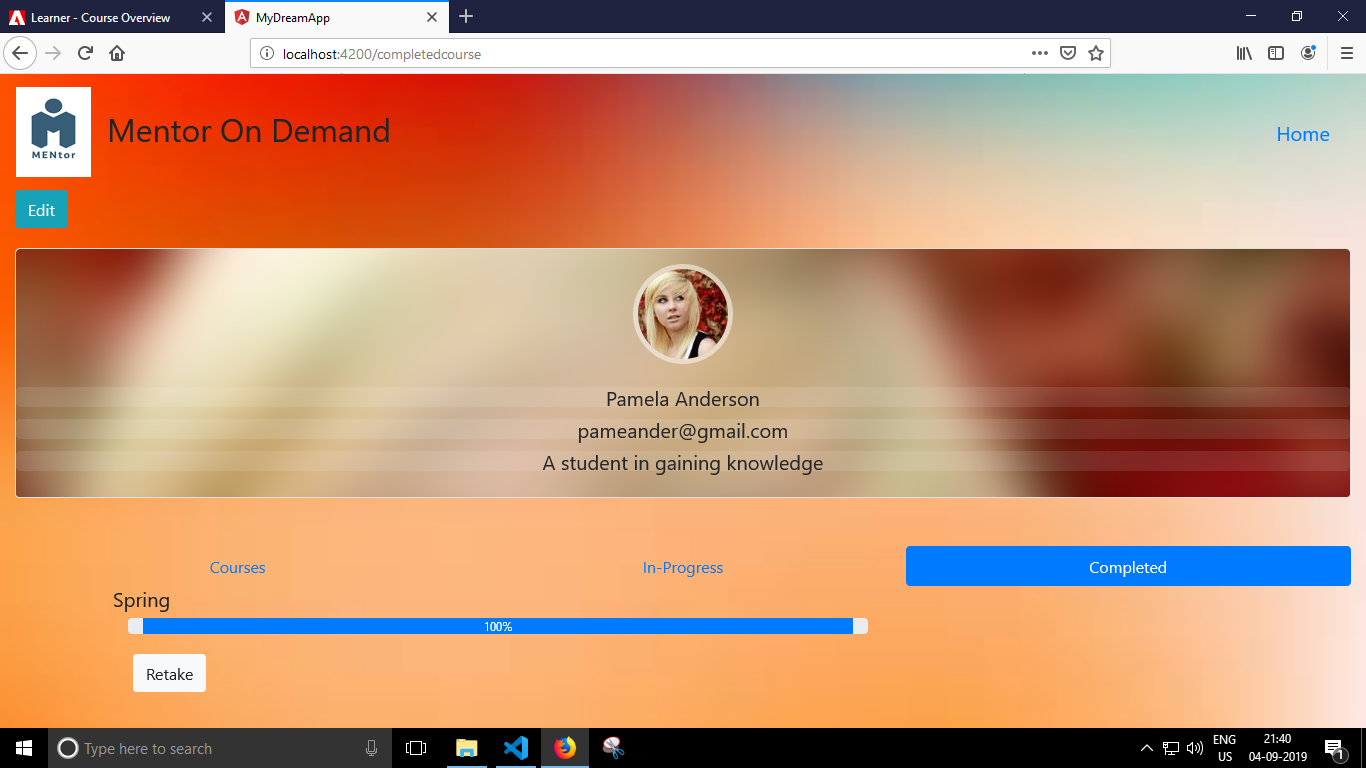 Learner - Course Overview
MyDreamApp
localhost:4200/completedcourse
MENtor
Mentor On Demand
Home
Edit
Pamela Anderson
pameander@gmail.com
A student in gaining knowledge
Courses
In-Progress
Completed
Spring
100%
Retake
Type here to search
ENG
US
21:40
04-09-2019
1